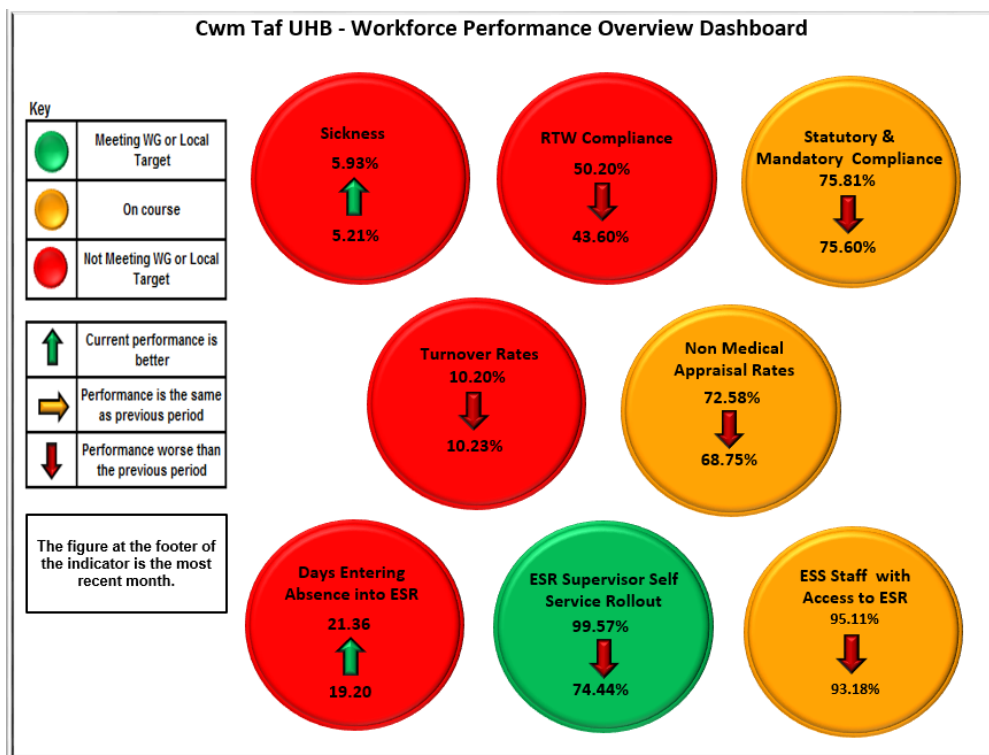 Cwm Taf UHB - Workforce Performance Overview Dashboard
Key
Meeting WG or Local
Target
On course
Not Meeting WG or Local
Target
Current performance is
better
Performance is the same
as previous period
Performance worse than
the previous period
The figure at the footer of
the indicator is the most
recent month.
Sickness
5.93%
5.21%
RTW Compliance
50.20%
43.60%
Statutory &
Mandatory Compliance
75.81%
75.60%
Turnover Rates
10.20%
10.23%
Non Medical
Appraisal Rates
72.58%
68.75%
Days Entering
Absence into ESR
21.36
19.20
ESR Supervisor Self
Service Rollout
99.57%
74.44%
ESS Staff with
Access to ESR
95.11%
93.18%